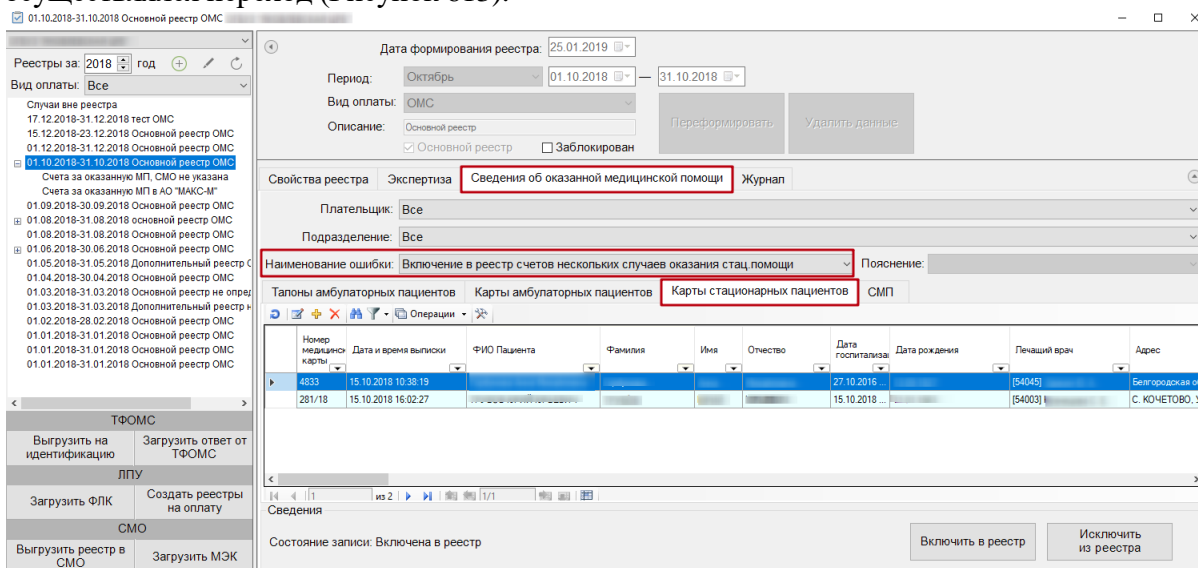 осуществлялся переход (Рисунок 613).
01.10.2018-31.10.2018 Основной реестр ОМС
Реестры за: 2018 год
Вид оплаты: Все
Случаи вне реестра
17.12.2018-31.12.2018 тест ОМС
15.12.2018-23.12.2018 Основной реестр ОМС
01.12.2018-31.12.2018 Основной реестр ОМС
01.10.2018-31.10.2018 Основной реестр ОМС
Счета за оказанную МП, СМО не указана
Счета за оказанную МП в АО "МАКС-М"
01.09.2018-30.09.2018 Основной реестр ОМС
01.08.2018-31.08.2018 основной реестр ОМС
01.08.2018-31.08.2018 Основной реестр ОМС
01.06.2018-30.06.2018 Основной реестр ОМС
01.05.2018-31.05.2018 Дополнительный реестр О
01.04.2018-30.04.2018 Основной реестр ОМС
01.03.2018-31.03.2018 Основной реестр не опред
01.03.2018-31.03.2018 Дополнительный реестр н
01.02.2018-28.02.2018 Основной реестр ОМС
01.01.2018-31.01.2018 Основной реестр ОМС
01.01.2018-31.01.2018 Основной реестр ОМС
01.01.2018-31.01.2018 Основной реестр ОМС
ТФОМС
Выгрузить на идентификацию
Загрузить ответ от ТФОМС
ЛПУ
Загрузить ФЛК
Создать реестры на оплату
СМО
Выгрузить реестр в СМО
Загрузить МЭК
Дата формирования реестра: 25.01.2019
Период: Октябрь 01.10.2018 — 31.10.2018
Вид оплаты: ОМС
Описание: Основной реестр
Основной реестр Заблокирован
Переформировать Удалить данные
Свойства реестра Экспертиза Сведения об оказанной медицинской помощи Журнал
Плательщик: Все
Подразделение: Все
Наименование ошибки: Включение в реестр счетов нескольких случаев оказания стац.помощи Пояснение:
Талоны амбулаторных пациентов Карты амбулаторных пациентов Карты стационарных пациентов СМП
Операции
Номер медицинск карты Дата и время выписки ФИО Пациента Фамилия Имя Отчество Дата госпитализа Дата рождения Лечащий врач Адрес
4833 15.10.2018 10:38:19 27.10.2016 ... [54045] Белгородская о
281/18 15.10.2018 16:02:27 15.10.2018 ... [54003] С. КОЧЕТОВО, У
1 из 2 1/1
Сведения
Состояние записи: Включена в реестр
Включить в реестр
Исключить из реестра